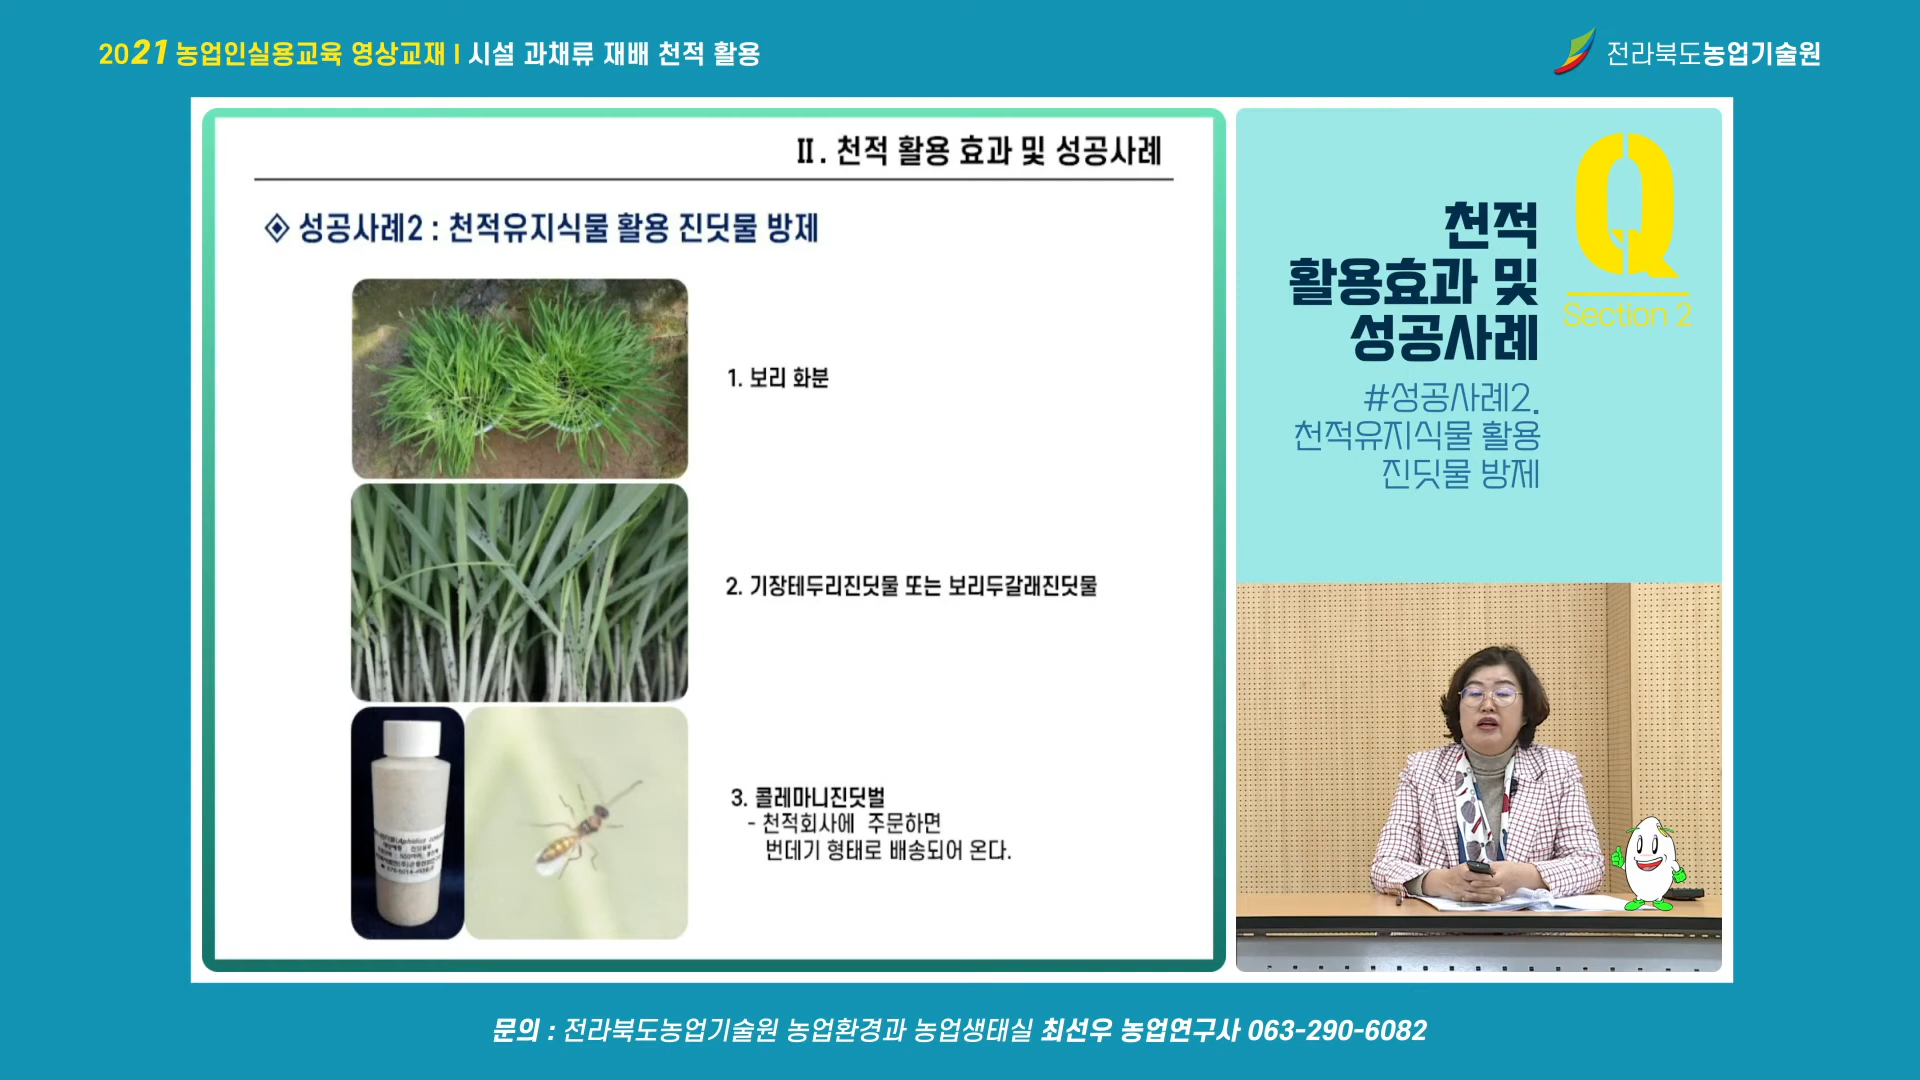 2021 농업인실용교육 영상교재 I 시설 과채류 재배 천적 활용
전라북도농업기술원
II. 천적 활용 효과 및 성공사례
성공사례2 : 천적유지식물 활용 진딧물 방제
1. 보리 화분
2. 기장테두리진딧물 또는 보리두갈래진딧물
3. 콜레마니진딧벌
- 천적회사에 주문하면
번데기 형태로 배송되어 온다.
천적
활용효과 및
성공사례
Q
Section 2
#성공사례2.
천적유지식물 활용
진딧물 방제
문의 : 전라북도농업기술원 농업환경과 농업생태실 최선우 농업연구사 063-290-6082